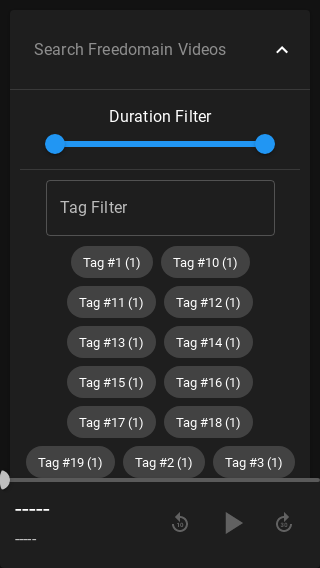 Search Freedomain Videos
Duration Filter
Tag Filter
Tag #1 (1) Tag #10 (1)
Tag #11 (1) Tag #12 (1)
Tag #13 (1) Tag #14 (1)
Tag #15 (1) Tag #16 (1)
Tag #17 (1) Tag #18 (1)
Tag #19 (1) Tag #2 (1) Tag #3 (1)
-----
10 30
-----